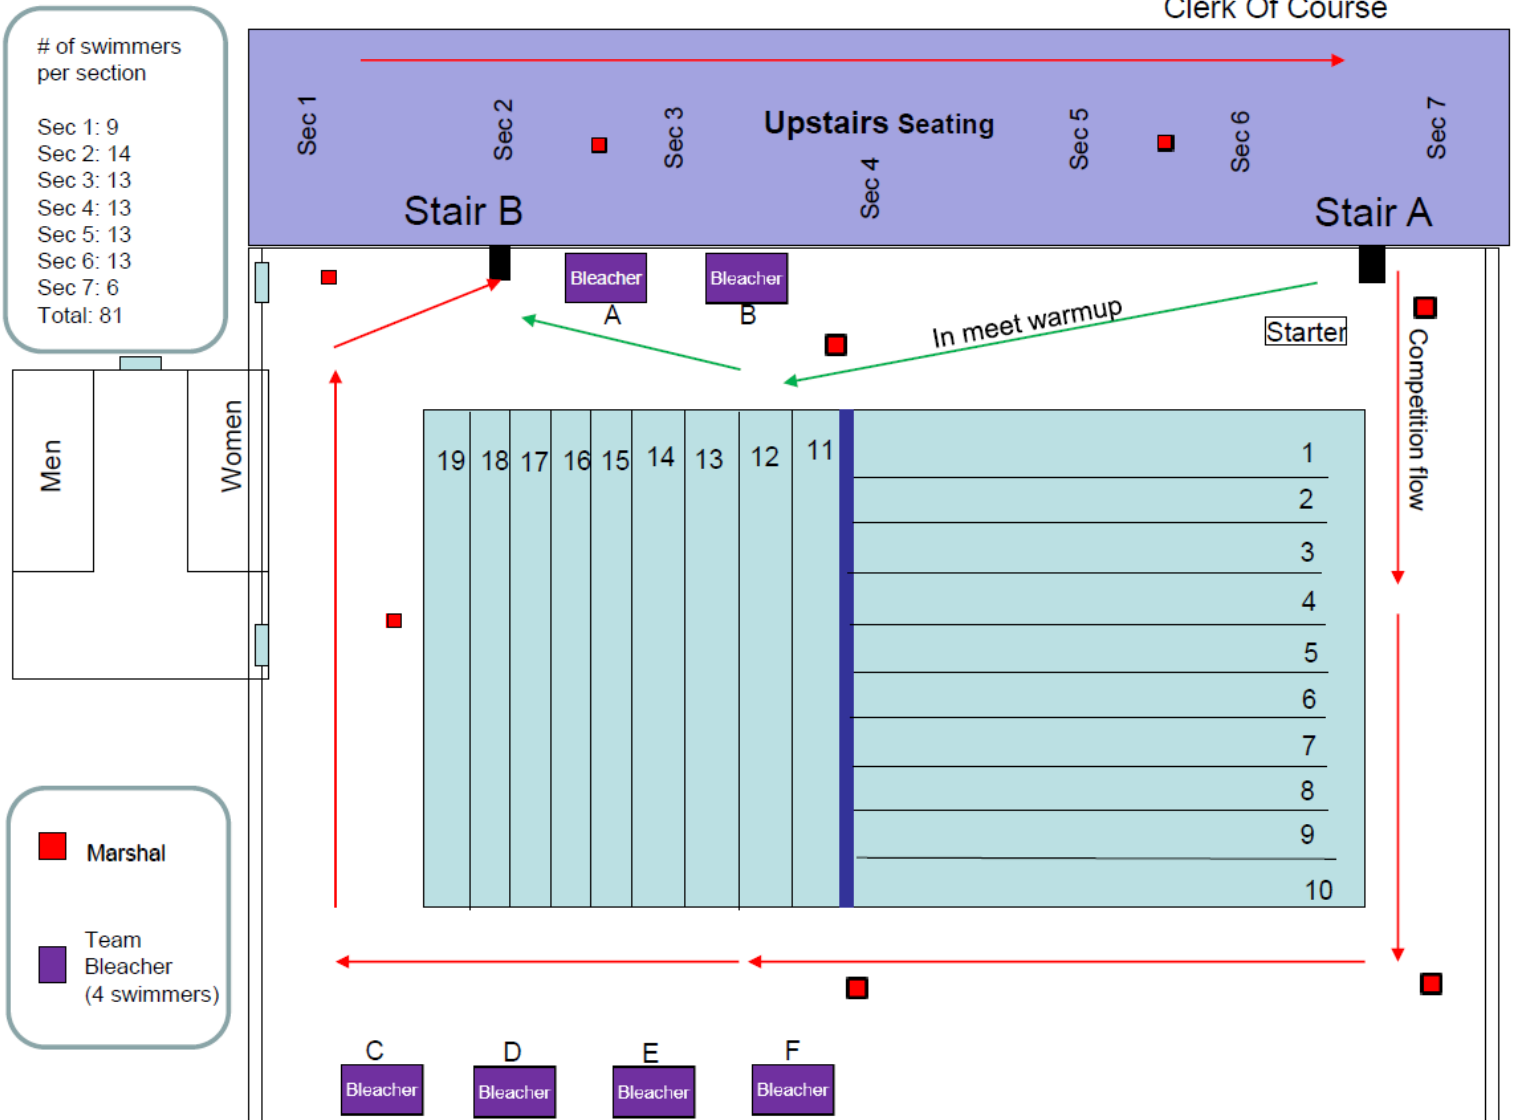 Clerk Of Course
# of swimmers
per section
Sec 1: 9
Sec 2: 14
Sec 3: 13
Sec 4: 13
Sec 5: 13
Sec 6: 13
Sec 7: 6
Total: 81
Sec 1
Sec 2
Sec 3
Upstairs Seating
Sec 4
Sec 5
Sec 6
Sec 7
Stair B
Stair A
Bleacher
A
Bleacher
B
In meet warmup
Starter
Competition flow
Men
Women
19 18 17 16 15 14 13 12 11
1
2
3
4
5
6
7
8
9
10
Marshal
Team
Bleacher
(4 swimmers)
C
D
E
F
Bleacher
Bleacher
Bleacher
Bleacher